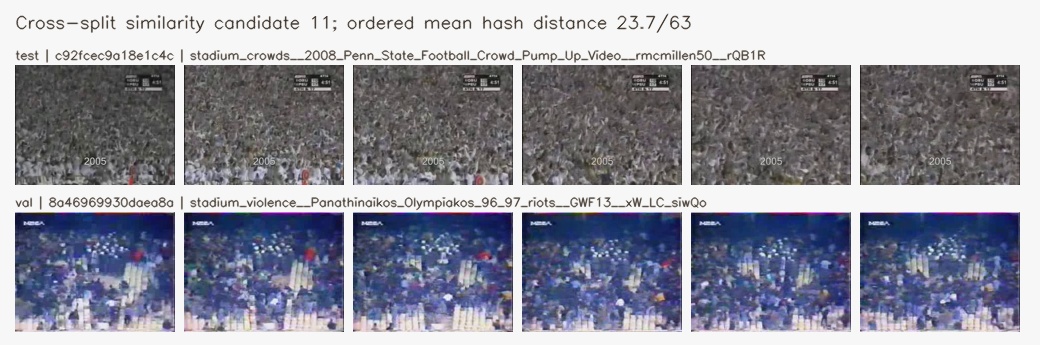 Cross-split similarity candidate 11; ordered mean hash distance 23.7/63
test | c92fcec9a18e1c4c | stadium_crowds__2008_Penn_State_Football_Crowd_Pump_Up_Video__rmcmillen50__rQB1R
2005 2005 2005 2005 2005 2005
val | 8a46969930daea8a | stadium_violence__Panathinaikos_Olympiakos_96_97_riots__GWF13__xW_LC_siwQo